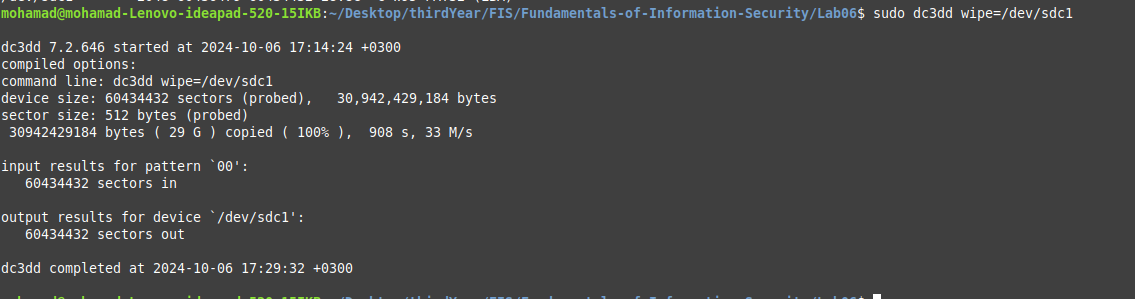 mohamad@mohamad-Lenovo-ideapad-520-15IKB:~/Desktop/thirdYear/FIS/Fundamentals-of-Information-Security/Lab06$ sudo dc3dd wipe=/dev/sdc1
dc3dd 7.2.646 started at 2024-10-06 17:14:24 +0300
compiled options:
command line: dc3dd wipe=/dev/sdc1
device size: 60434432 sectors (probed),   30,942,429,184 bytes
sector size: 512 bytes (probed)
 30942429184 bytes ( 29 G ) copied ( 100% ),  908 s, 33 M/s
input results for pattern `00':
   60434432 sectors in
output results for device `/dev/sdc1':
   60434432 sectors out
dc3dd completed at 2024-10-06 17:29:32 +0300